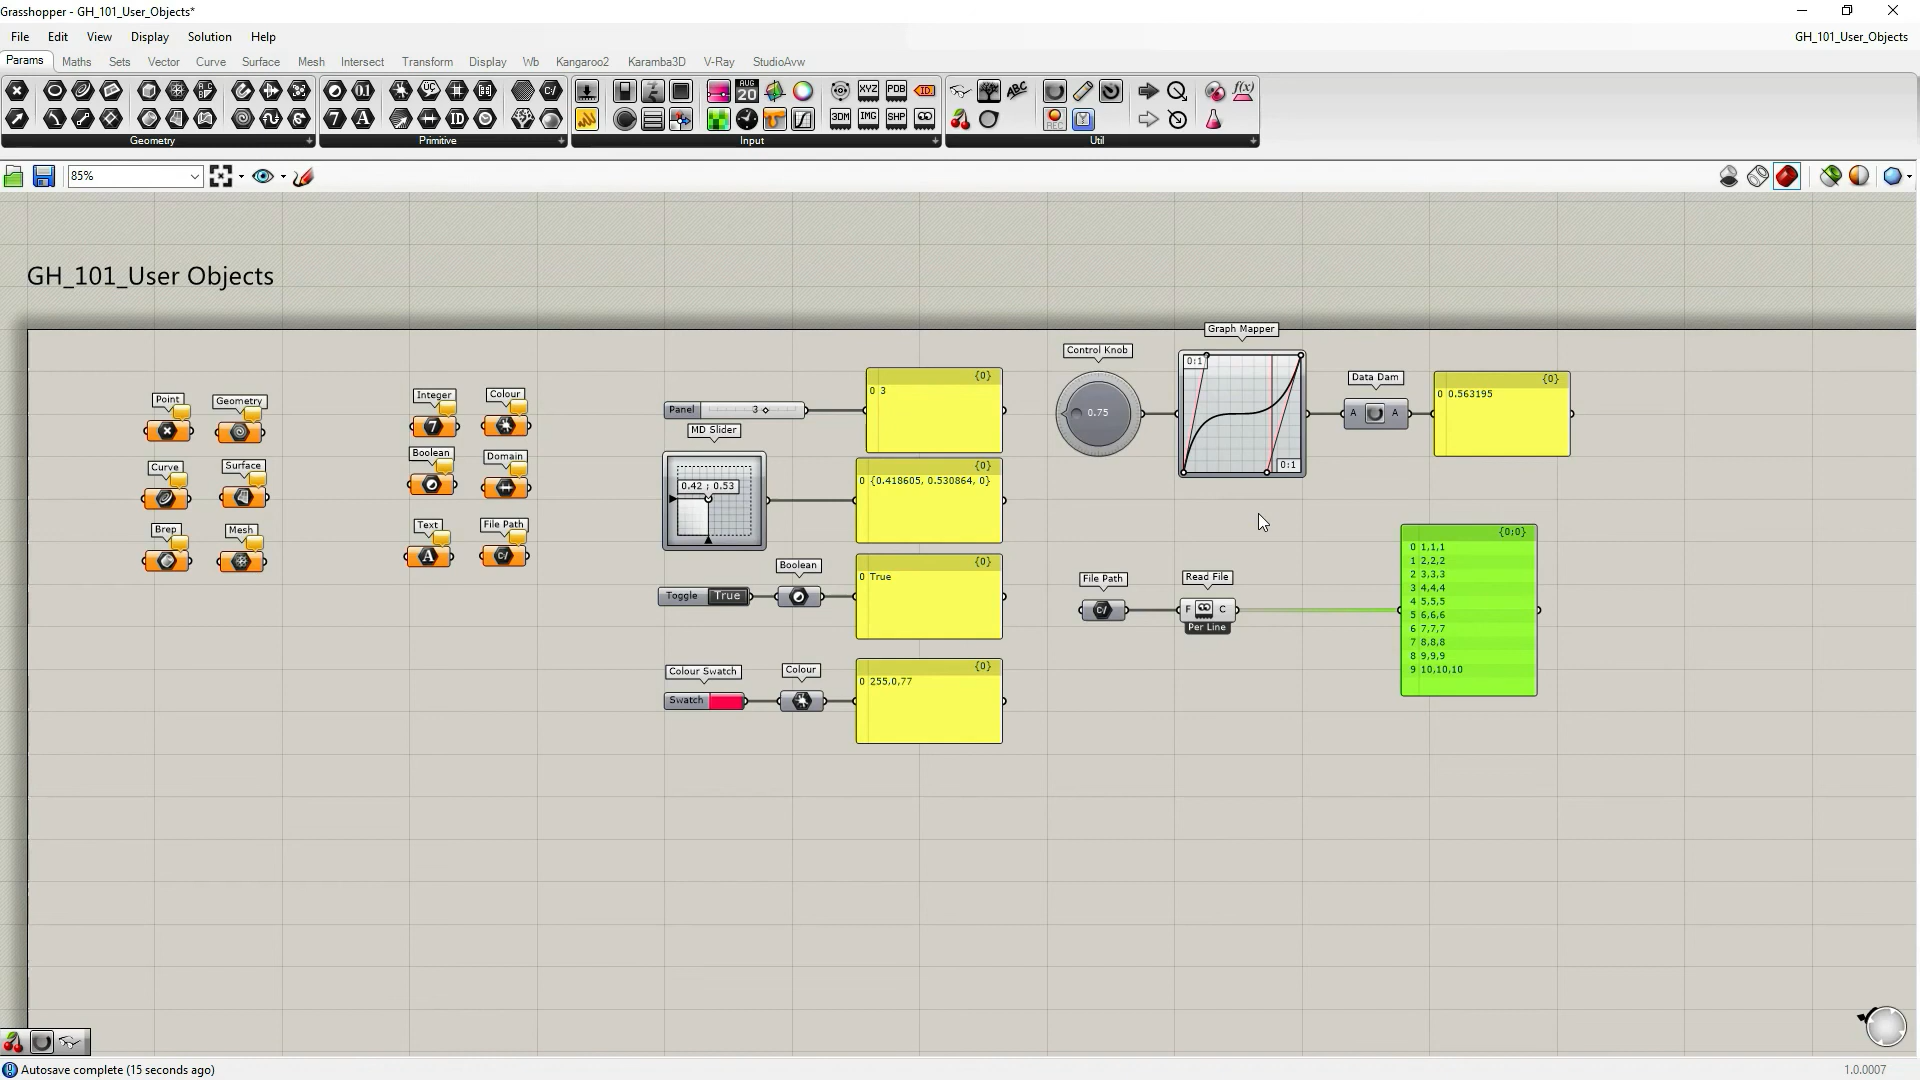 Grasshopper - GH_101_User_Objects*
File Edit View Display Solution Help
GH_101_User_Objects
Params Maths Sets Vector Curve Surface Mesh Intersect Transform Display Wb Kangaroo2 Karamba3D V-Ray StudioAvw
Geometry Primitive Input Util
85%
GH_101_User Objects
Point
Geometry
Curve
Surface
Brep
Mesh
Integer
Colour
Boolean
Domain
Text
File Path
Panel 3
{0}
0 3
MD Slider
0.42 ; 0.53
{0}
0 {0.418605, 0.530864, 0}
Toggle True
Boolean
{0}
0 True
Colour Swatch
Swatch
Colour
{0}
0 255,0,77
Control Knob
0.75
Graph Mapper
0:1
0:1
Data Dam
A A
{0}
0 0.563195
File Path
Read File
F C
Per Line
{0;0}
0 1,1,1
1 2,2,2
2 3,3,3
3 4,4,4
4 5,5,5
5 6,6,6
6 7,7,7
7 8,8,8
8 9,9,9
9 10,10,10
Autosave complete (15 seconds ago)
1.0.0007